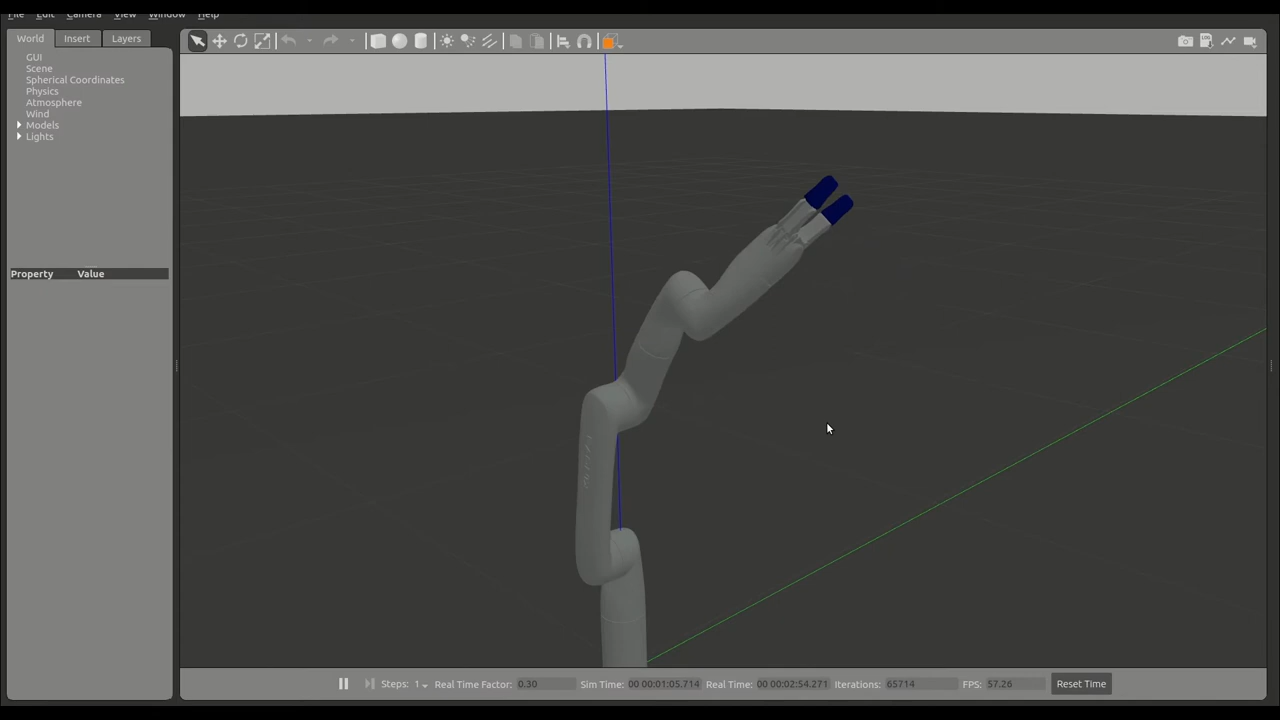 File Edit Camera View Window Help
World Insert Layers
GUI
Scene
Spherical Coordinates
Physics
Atmosphere
Wind
Models
Lights
Property Value
Steps: 1 Real Time Factor: 0.30 Sim Time: 00 00:01:05.714 Real Time: 00 00:02:54.271 Iterations: 65714 FPS: 57.26 Reset Time